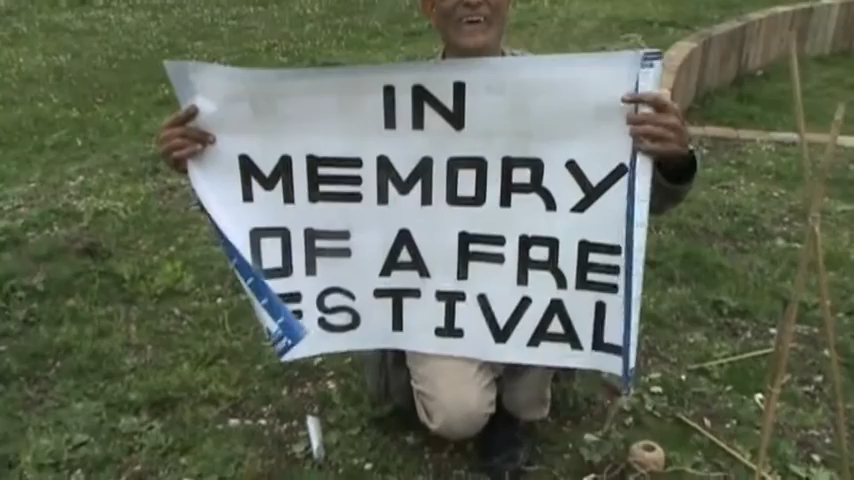 IN
MEMORY
OF A FRE
ESTIVAL